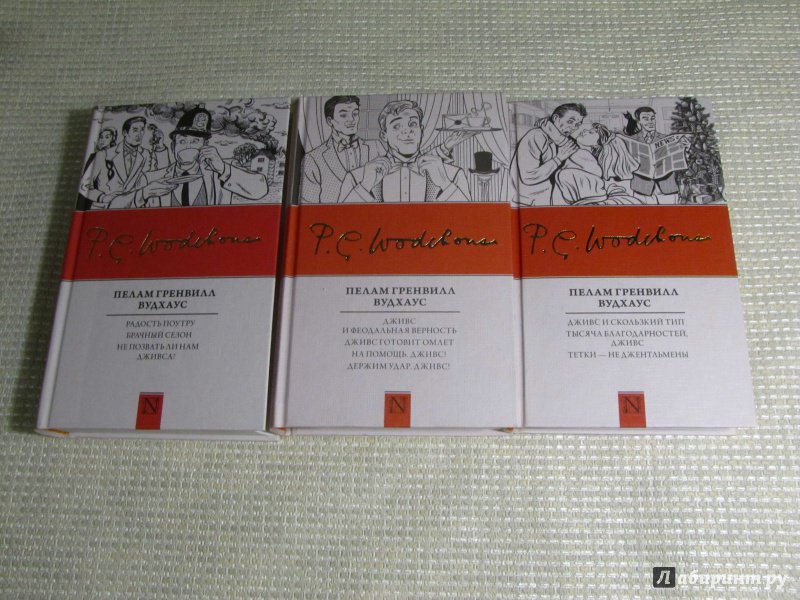 P. G. Wodehouse
ПЕЛАМ ГРЕНВИЛЛ
ВУДХАУС
РАДОСТЬ ПОУТРУ
БРАЧНЫЙ СЕЗОН
НЕ ПОЗВАТЬ ЛИ НАМ
ДЖИВСА?
N
P. G. Wodehouse
ПЕЛАМ ГРЕНВИЛЛ
ВУДХАУС
ДЖИВС
И ФЕОДАЛЬНАЯ ВЕРНОСТЬ
ДЖИВС ГОТОВИТ ОМЛЕТ
НА ПОМОЩЬ, ДЖИВС!
ДЕРЖИМ УДАР, ДЖИВС!
N
NEWS
P. G. Wodehouse
ПЕЛАМ ГРЕНВИЛЛ
ВУДХАУС
ДЖИВС И СКОЛЬЗКИЙ ТИП
ТЫСЯЧА БЛАГОДАРНОСТЕЙ,
ДЖИВС
ТЕТКИ — НЕ ДЖЕНТЛЬМЕНЫ
N
Лабиринт.ру